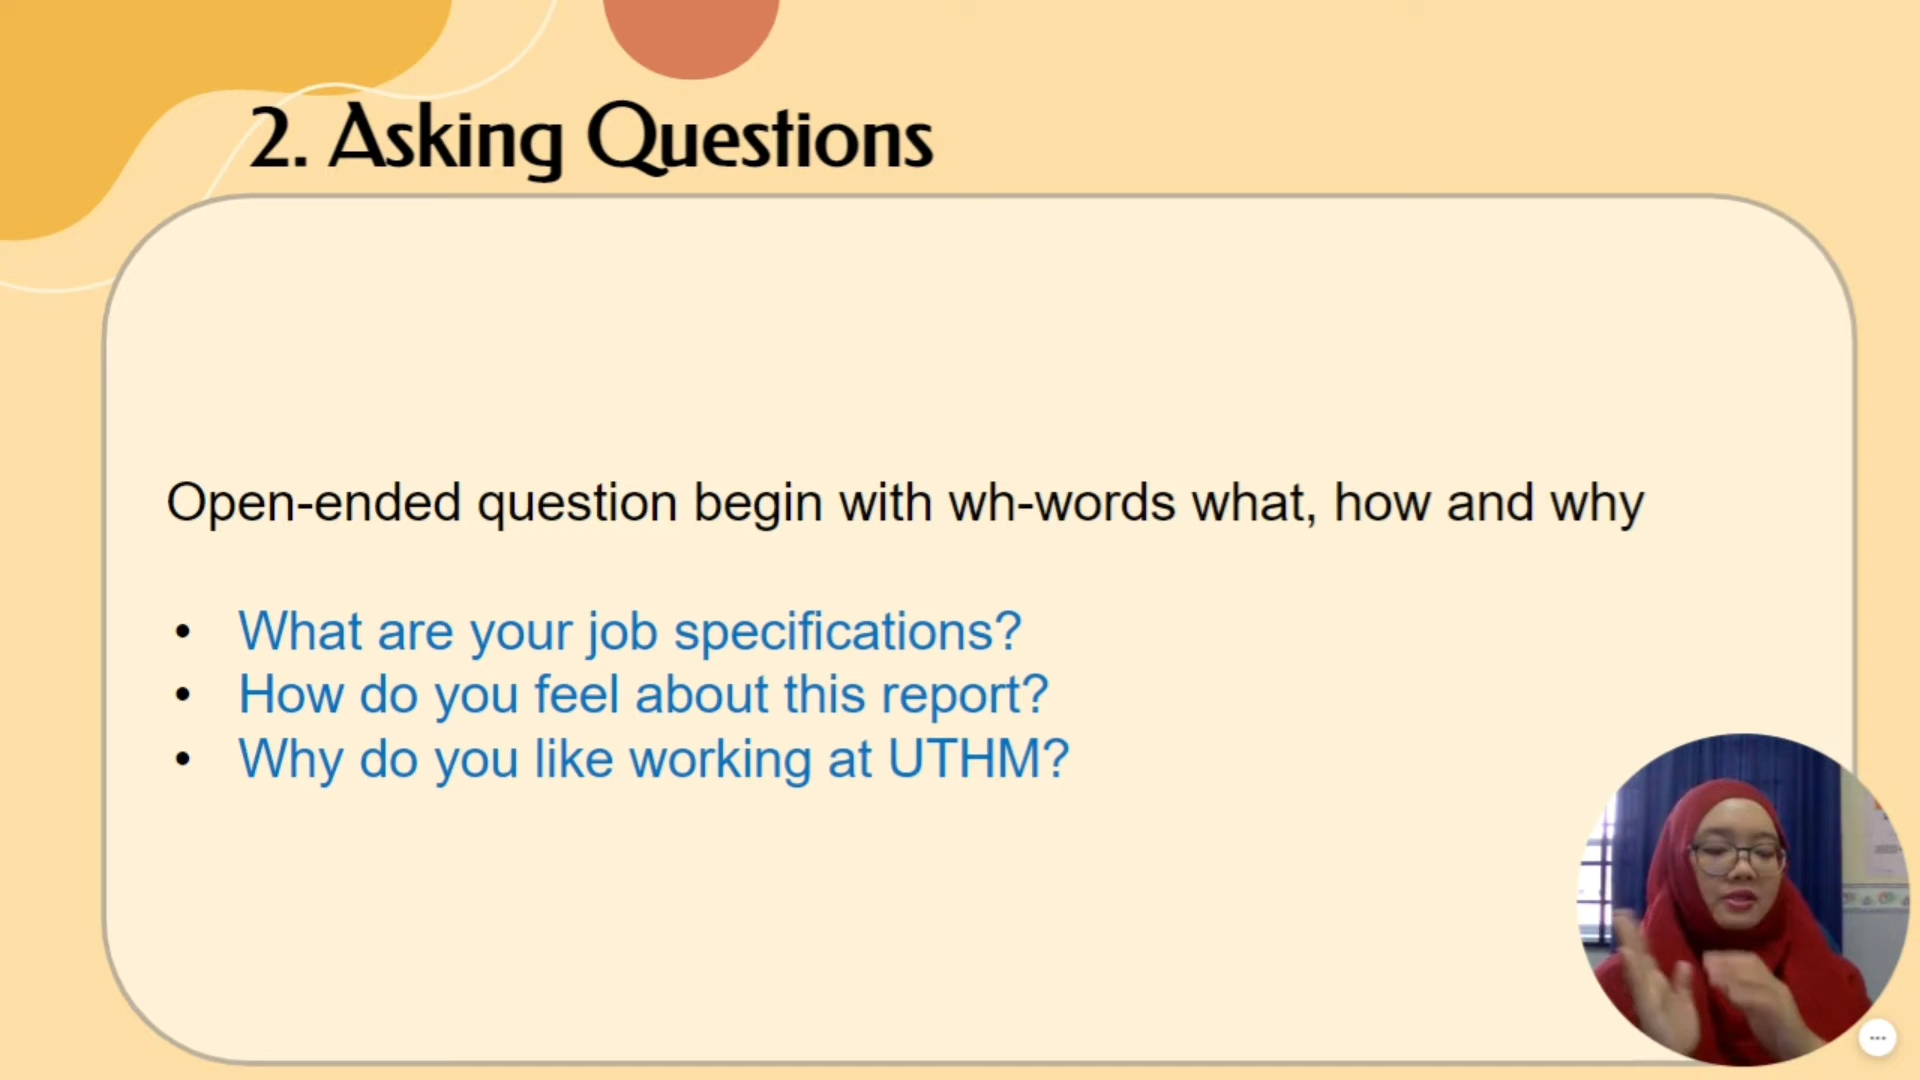 2. Asking Questions
Open-ended question begin with wh-words what, how and why
• What are your job specifications?
• How do you feel about this report?
• Why do you like working at UTHM?